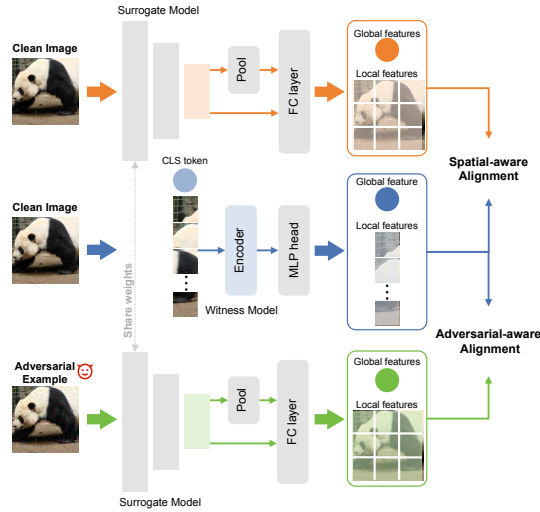 Surrogate Model
Clean Image
Pool
FC layer
Global features
Local features
Spatial-aware
Alignment
CLS token
Clean Image
Share weights
Encoder
MLP head
Witness Model
Global feature
Local features
Adversarial-aware
Alignment
Adversarial
Example
Pool
FC layer
Global features
Local features
Surrogate Model